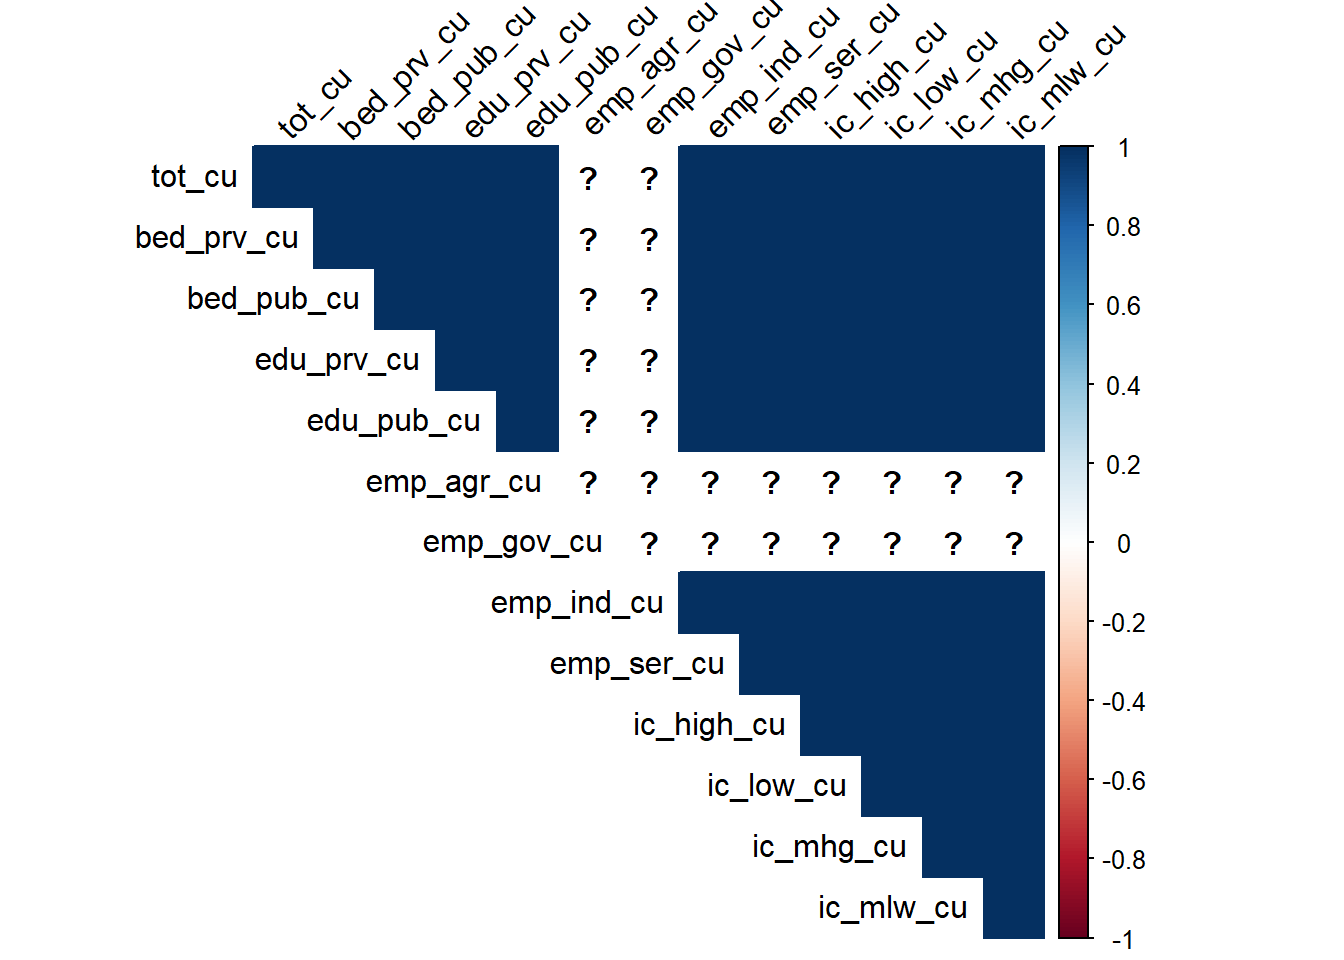 tot_cu
bed_prv_cu
bed_pub_cu
edu_prv_cu
edu_pub_cu
emp_agr_cu
emp_gov_cu
emp_ind_cu
emp_ser_cu
ic_high_cu
ic_low_cu
ic_mhg_cu
ic_mlw_cu
tot_cu ? ?
bed_prv_cu ? ?
bed_pub_cu ? ?
edu_prv_cu ? ?
edu_pub_cu ? ?
emp_agr_cu ? ? ? ? ? ? ? ?
emp_gov_cu ? ? ? ? ? ? ?
emp_ind_cu
emp_ser_cu
ic_high_cu
ic_low_cu
ic_mhg_cu
ic_mlw_cu
1
0.8
0.6
0.4
0.2
0
-0.2
-0.4
-0.6
-0.8
-1